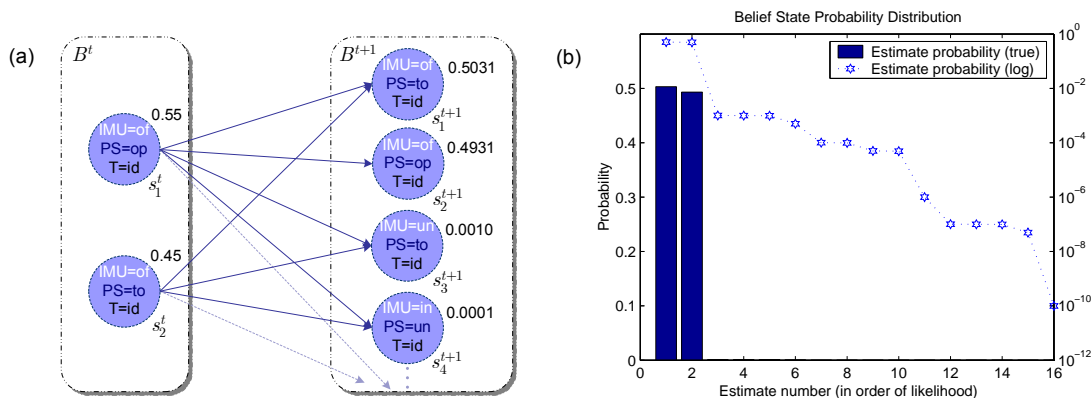 (a)
B^t
0.55
IMU=of
PS=op
T=id
s_1^t
0.45
IMU=of
PS=to
T=id
s_2^t
B^{t+1}
0.5031
IMU=of
PS=to
T=id
s_1^{t+1}
0.4931
IMU=of
PS=op
T=id
s_2^{t+1}
0.0010
IMU=un
PS=to
T=id
s_3^{t+1}
0.0001
IMU=in
PS=un
T=id
s_4^{t+1}
(b)
Belief State Probability Distribution
Estimate probability (true)
Estimate probability (log)
Probability
0.5
0.4
0.3
0.2
0.1
0
10^0
10^{-2}
10^{-4}
10^{-6}
10^{-8}
10^{-10}
10^{-12}
0 2 4 6 8 10 12 14 16
Estimate number (in order of likelihood)